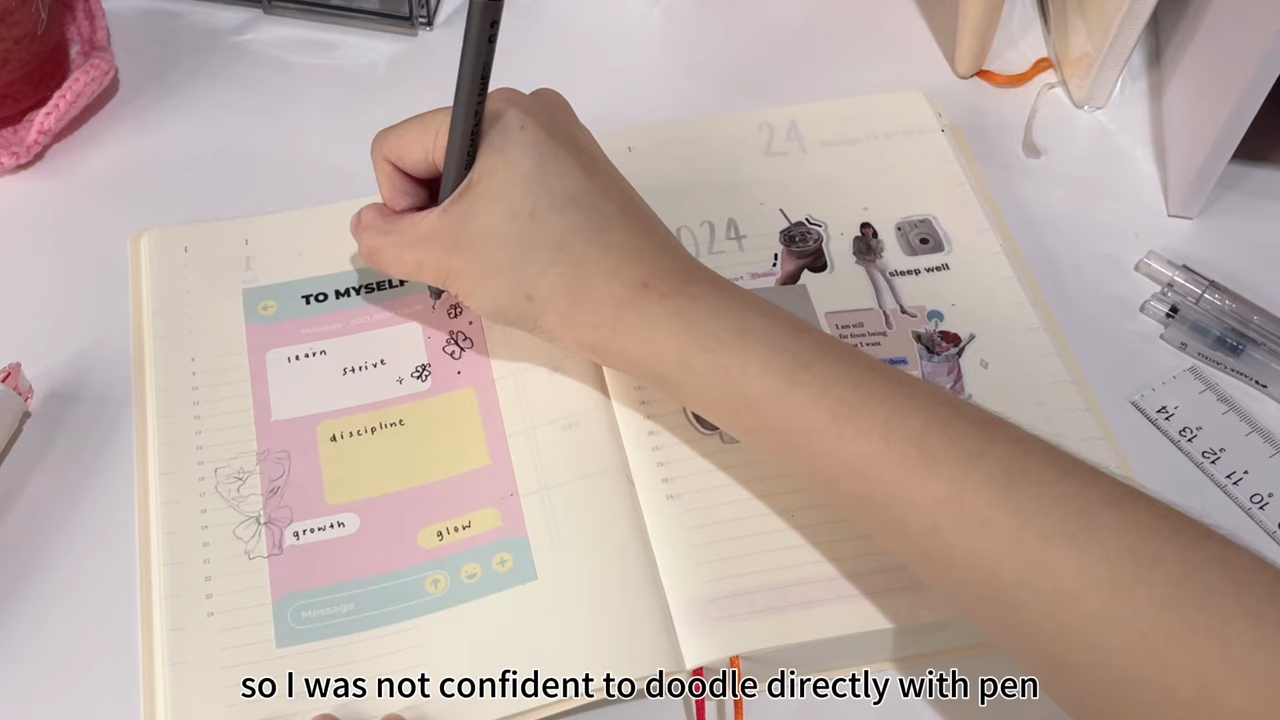 TO MYSELF
learn
strive
discipline
growth
glow
Message
24
2024
sleep well
I am still
far from being
what I want
14 13 12 11 10
so I was not confident to doodle directly with pen